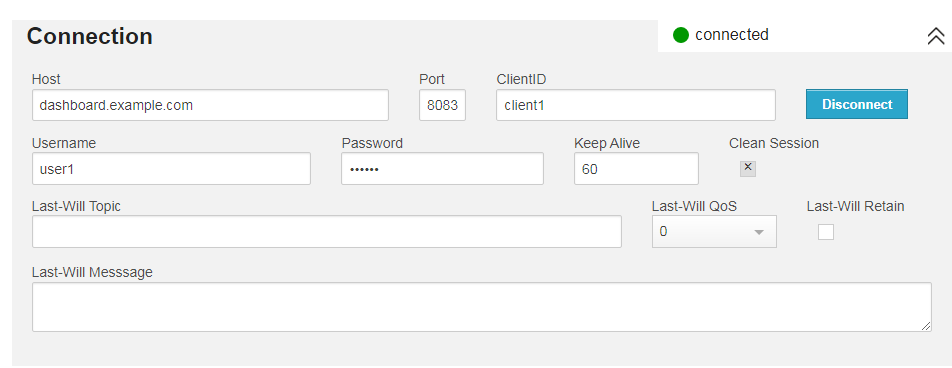 Connection
connected
Host Port ClientID
dashboard.example.com 8083 client1 Disconnect
Username Password Keep Alive Clean Session
user1 •••••• 60 ×
Last-Will Topic Last-Will QoS Last-Will Retain
0
Last-Will Messsage